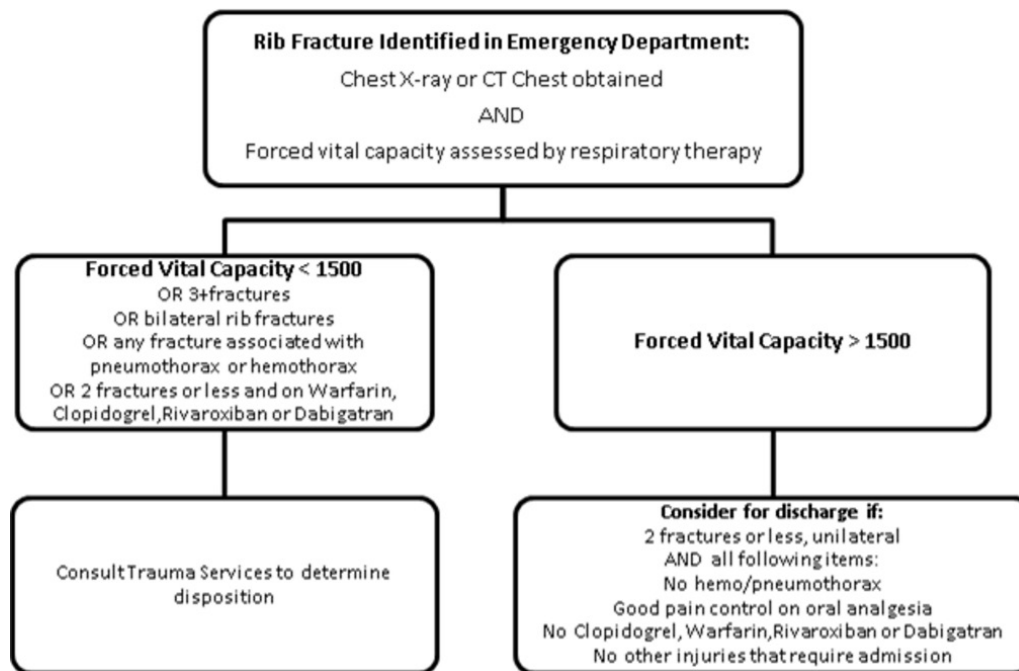 Rib Fracture Identified in Emergency Department:
Chest X-ray or CT Chest obtained
AND
Forced vital capacity assessed by respiratory therapy
Forced Vital Capacity < 1500
OR 3+fractures
OR bilateral rib fractures
OR any fracture associated with
pneumothorax or hemothorax
OR 2 fractures or less and on Warfarin,
Clopidogrel,Rivaroxiban or Dabigatran
Forced Vital Capacity > 1500
Consult Trauma Services to determine
disposition
Consider for discharge if:
2 fractures or less, unilateral
AND all following items:
No hemo/pneumothorax
Good pain control on oral analgesia
No Clopidogrel, Warfarin,Rivaroxiban or Dabigatran
No other injuries that require admission